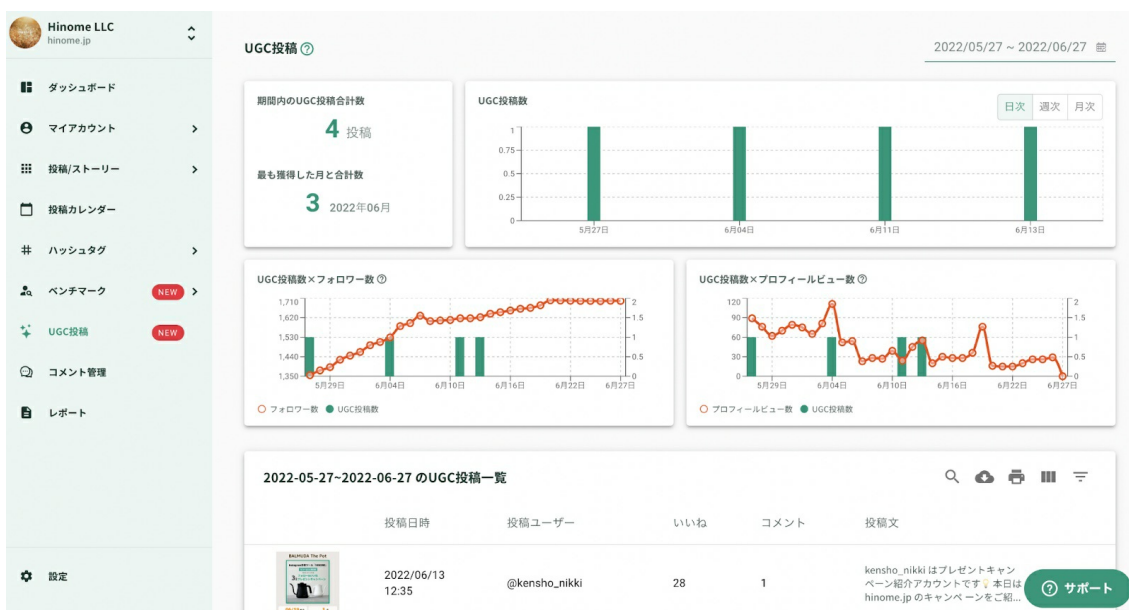 Hinome LLC
hinome.jp
ダッシュボード
マイアカウント
投稿/ストーリー
投稿カレンダー
ハッシュタグ
ベンチマーク NEW
UGC投稿 NEW
コメント管理
レポート
設定
UGC投稿
2022/05/27 ~ 2022/06/27
期間内のUGC投稿合計数
4 投稿
最も獲得した月と合計数
3 2022年06月
UGC投稿数
日次 週次 月次
1
0.75
0.5
0.25
0
5月27日 6月04日 6月11日 6月13日
UGC投稿数×フォロワー数
1,710 2
1,620 1.5
1,530 1
1,440 0.5
1,350 0
5月29日 6月04日 6月10日 6月16日 6月22日 6月27日
フォロワー数 UGC投稿数
UGC投稿数×プロフィールビュー数
120 2
90 1.5
60 1
30 0.5
0 0
5月29日 6月04日 6月10日 6月16日 6月22日 6月27日
プロフィールビュー数 UGC投稿数
2022-05-27~2022-06-27 のUGC投稿一覧
投稿日時 投稿ユーザー いいね コメント 投稿文
BALMUDA The Pot
2022/06/13
12:35
@kensho_nikki
28
1
kensho_nikki はプレゼントキャン
ペーン紹介アカウントです💡本日は
hinome.jp のキャンペーンをご紹...
サポート